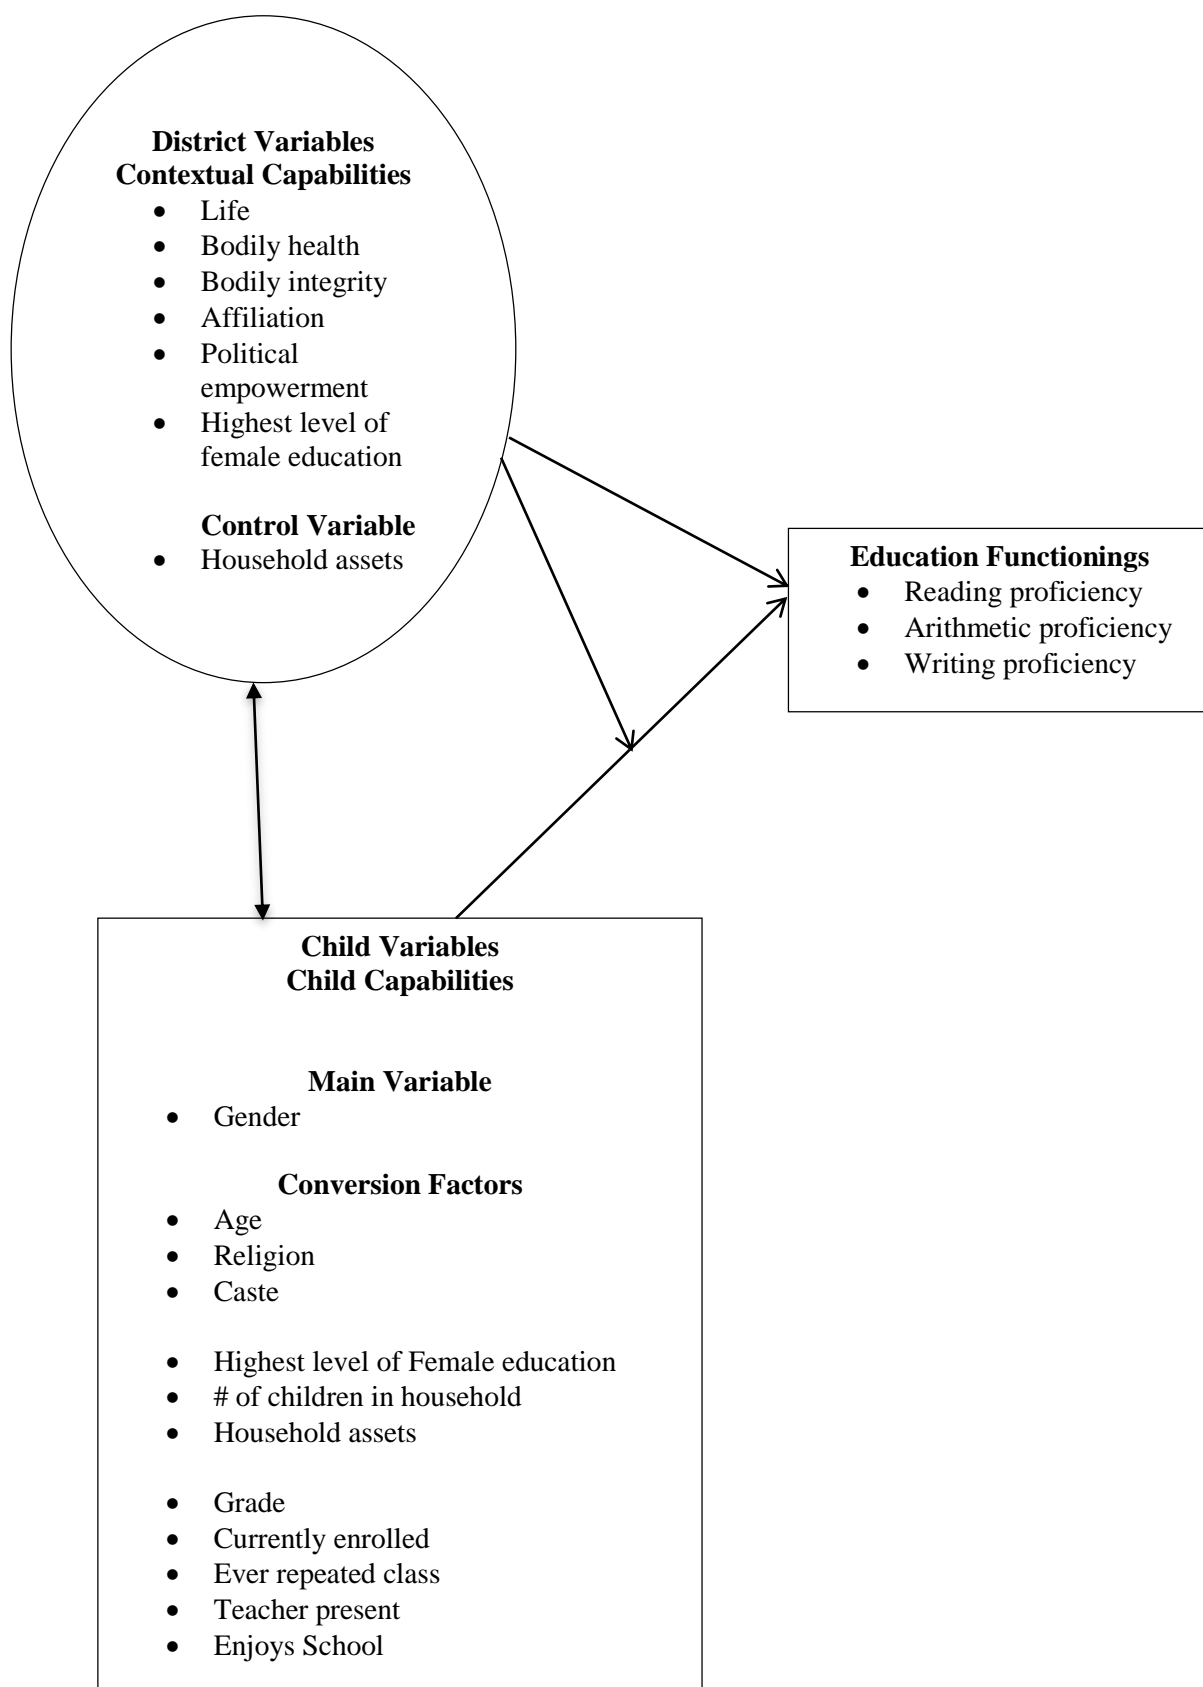 District Variables
Contextual Capabilities
• Life
• Bodily health
• Bodily integrity
• Affiliation
• Political
empowerment
• Highest level of
female education
Control Variable
• Household assets
Education Functionings
• Reading proficiency
• Arithmetic proficiency
• Writing proficiency
Child Variables
Child Capabilities
Main Variable
• Gender
Conversion Factors
• Age
• Religion
• Caste
• Highest level of Female education
• # of children in household
• Household assets
• Grade
• Currently enrolled
• Ever repeated class
• Teacher present
• Enjoys School